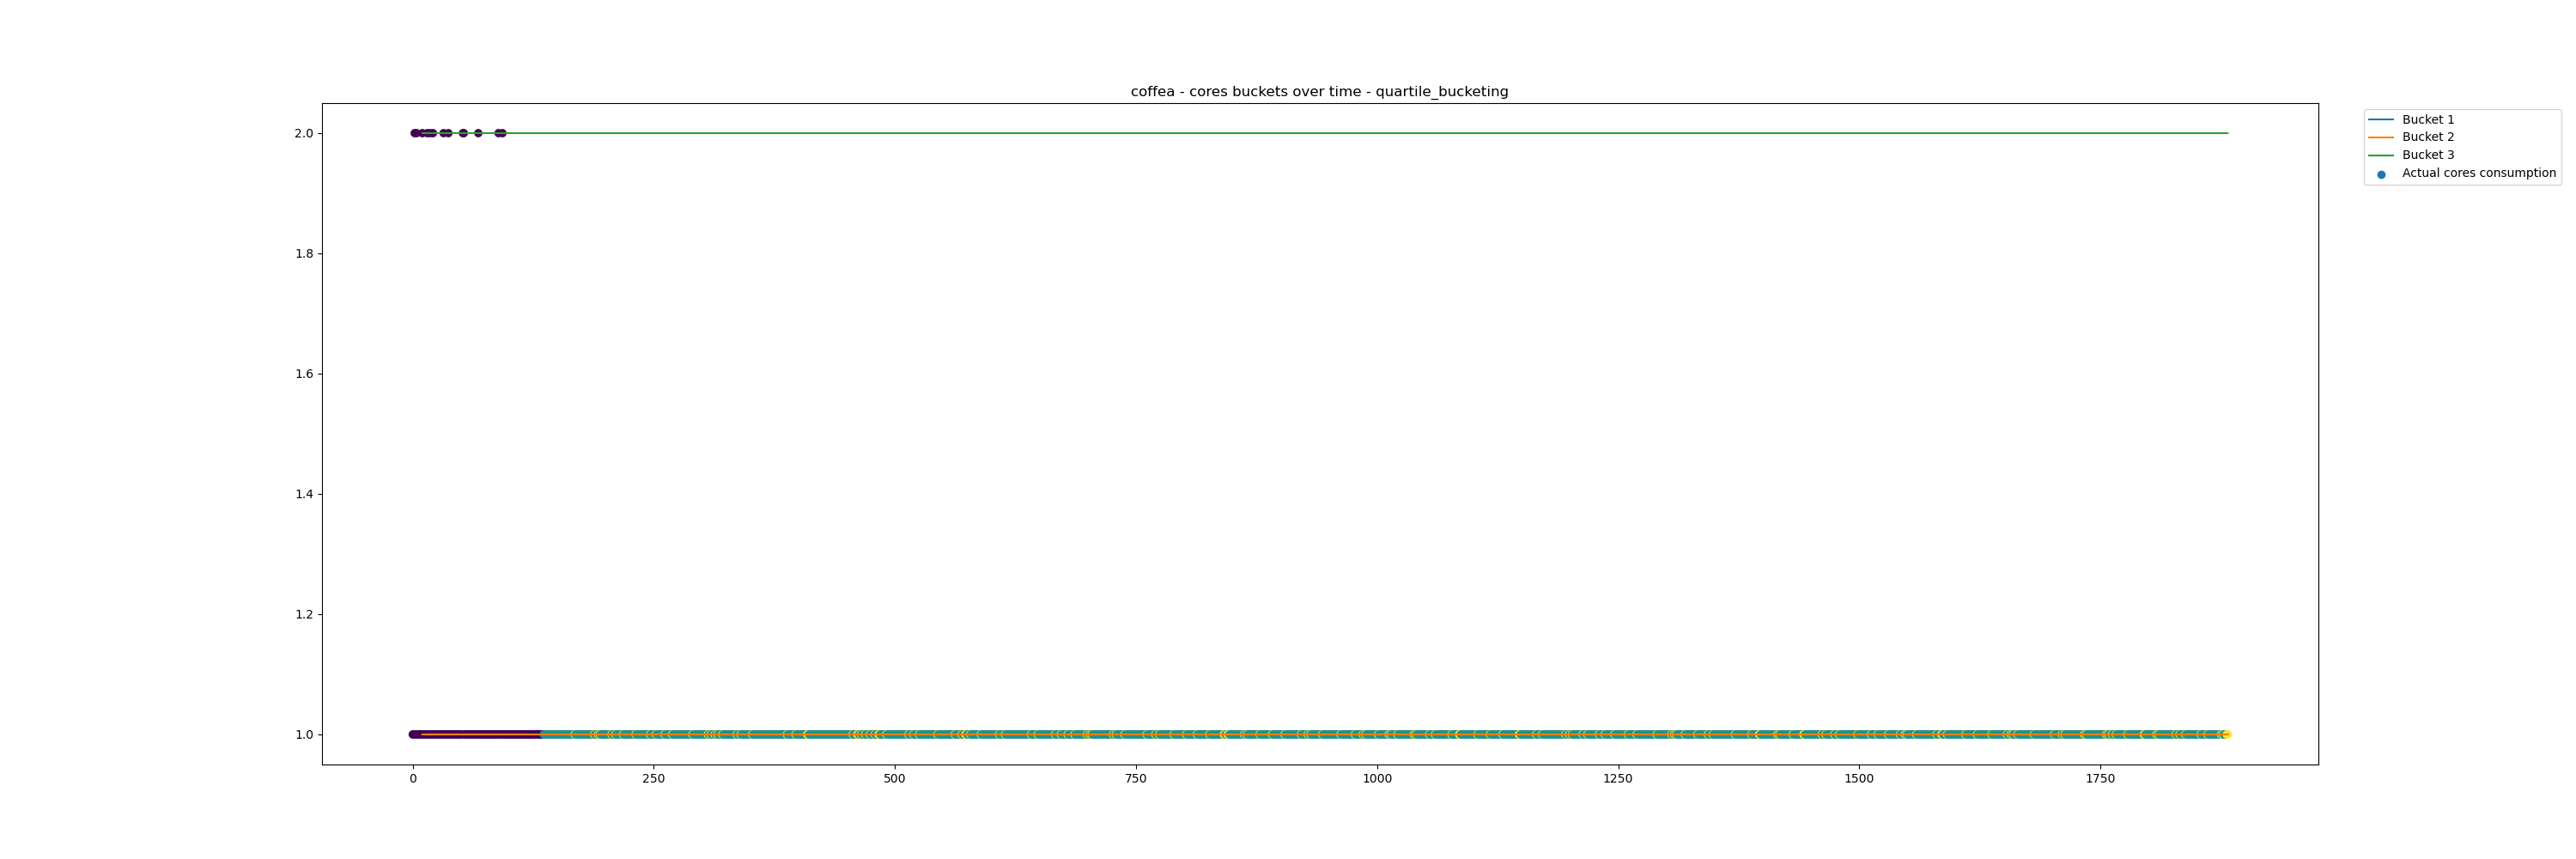 coffea - cores buckets over time - quartile_bucketing
Bucket 1
Bucket 2
Bucket 3
Actual cores consumption
2.0
1.8
1.6
1.4
1.2
1.0
0 250 500 750 1000 1250 1500 1750